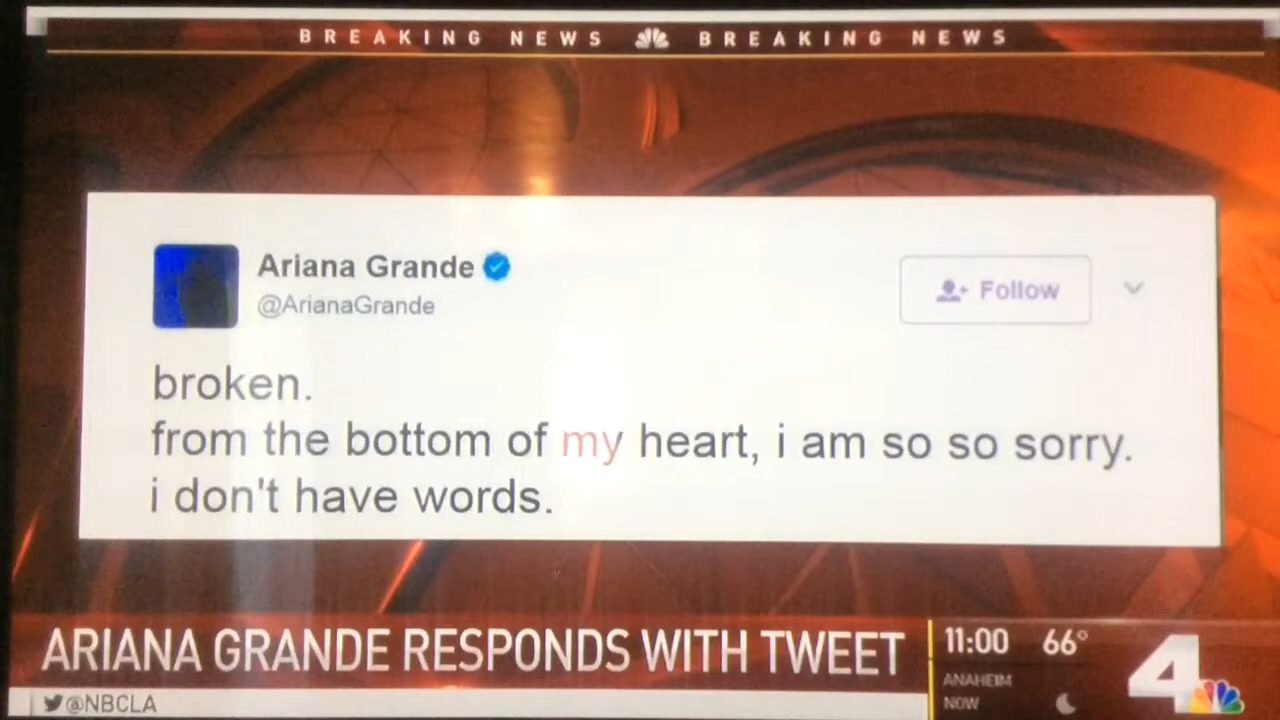 BREAKING NEWS BREAKING NEWS
Ariana Grande
@ArianaGrande
Follow
broken.
from the bottom of my heart, i am so so sorry.
i don't have words.
ARIANA GRANDE RESPONDS WITH TWEET
11:00 66°
ANAHEIM
NOW
4
@NBCLA